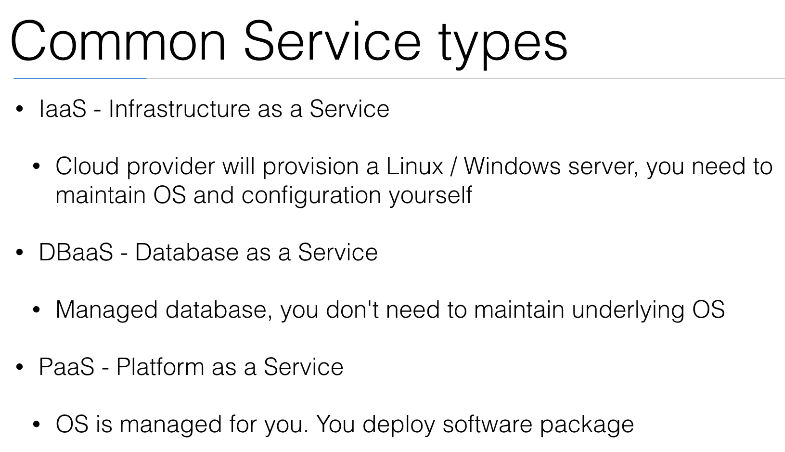 Common Service types
• IaaS - Infrastructure as a Service
• Cloud provider will provision a Linux / Windows server, you need to
maintain OS and configuration yourself
• DBaaS - Database as a Service
• Managed database, you don't need to maintain underlying OS
• PaaS - Platform as a Service
• OS is managed for you. You deploy software package